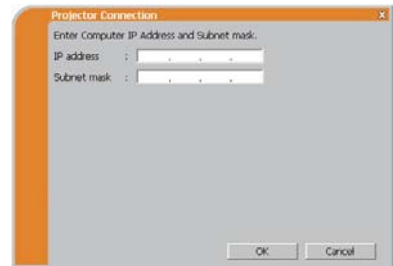 Projector Connection x
Enter Computer IP Address and Subnet mask.
IP address : . . .
Subnet mask : . . .
OK Cancel